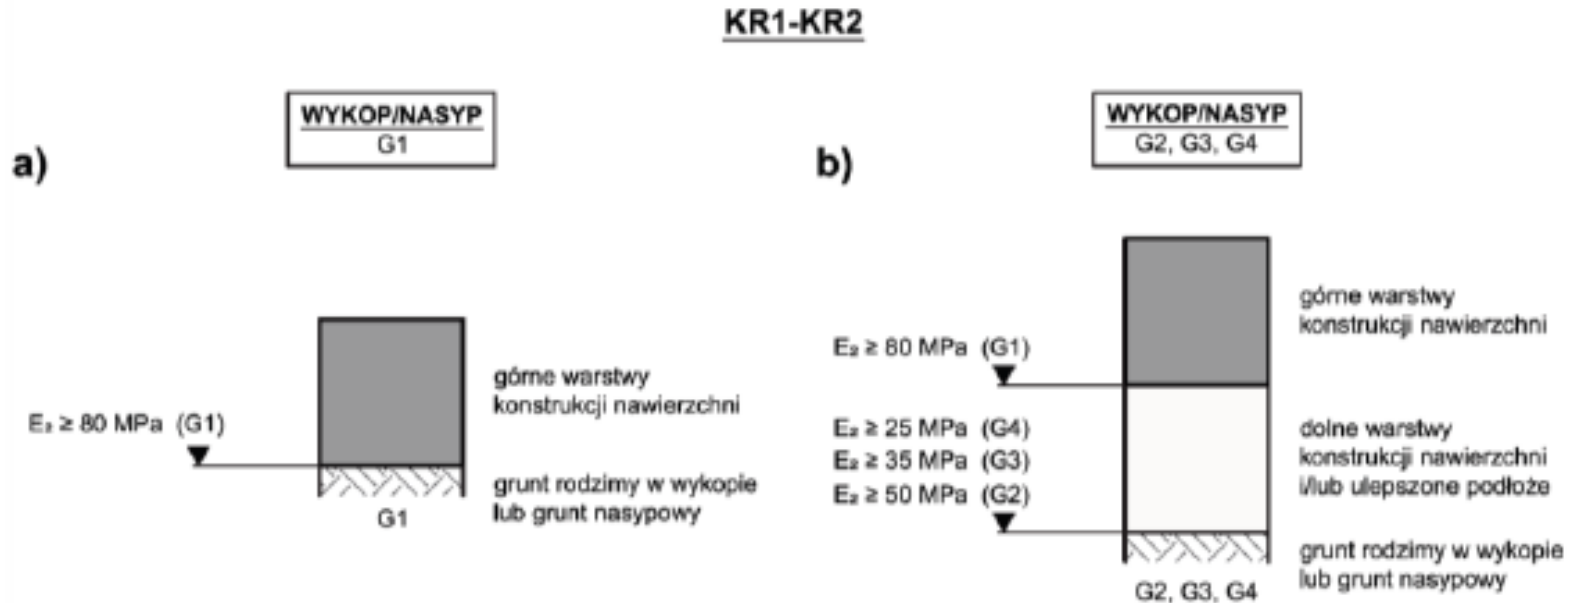 KR1-KR2
WYKOP/NASYP
G1
a)
E₂ ≥ 80 MPa (G1)
górne warstwy
konstrukcji nawierzchni
grunt rodzimy w wykopie
lub grunt nasypowy
G1
WYKOP/NASYP
G2, G3, G4
b)
E₂ ≥ 80 MPa (G1)
górne warstwy
konstrukcji nawierzchni
E₂ ≥ 25 MPa (G4)
E₂ ≥ 35 MPa (G3)
E₂ ≥ 50 MPa (G2)
dolne warstwy
konstrukcji nawierzchni
i/lub ulepszone podłoże
grunt rodzimy w wykopie
lub grunt nasypowy
G2, G3, G4